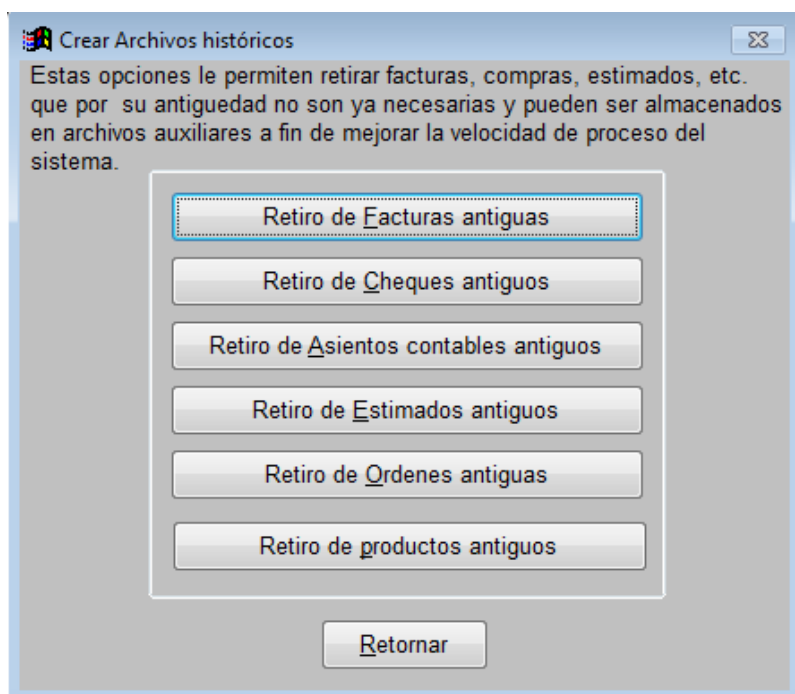 Crear Archivos históricos
Estas opciones le permiten retirar facturas, compras, estimados, etc.
que por su antiguedad no son ya necesarias y pueden ser almacenados
en archivos auxiliares a fin de mejorar la velocidad de proceso del
sistema.
Retiro de Facturas antiguas
Retiro de Cheques antiguos
Retiro de Asientos contables antiguos
Retiro de Estimados antiguos
Retiro de Ordenes antiguas
Retiro de productos antiguos
Retornar